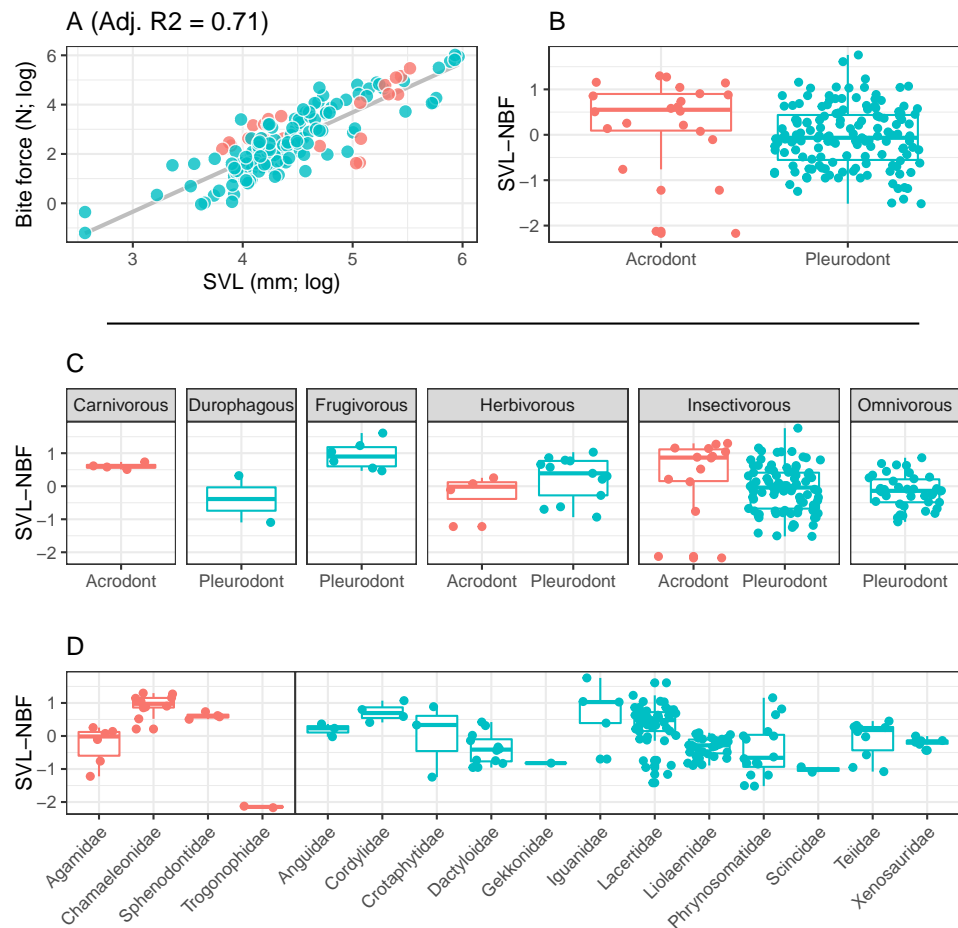 A (Adj. R2 = 0.71)
Bite force (N; log)
6
4
2
0
3
4
5
6
SVL (mm; log)
B
SVL−NBF
1
0
−1
−2
Acrodont
Pleurodont
C
Carnivorous
Durophagous
Frugivorous
Herbivorous
Insectivorous
Omnivorous
SVL−NBF
1
0
−1
−2
Acrodont
Pleurodont
Pleurodont
Acrodont
Pleurodont
Acrodont
Pleurodont
Pleurodont
D
SVL−NBF
1
0
−1
−2
Agamidae
Chamaeleonidae
Sphenodontidae
Trogonophidae
Anguidae
Cordylidae
Crotaphytidae
Dactyloidae
Gekkonidae
Iguanidae
Lacertidae
Liolaemidae
Phrynosomatidae
Scincidae
Teiidae
Xenosauridae